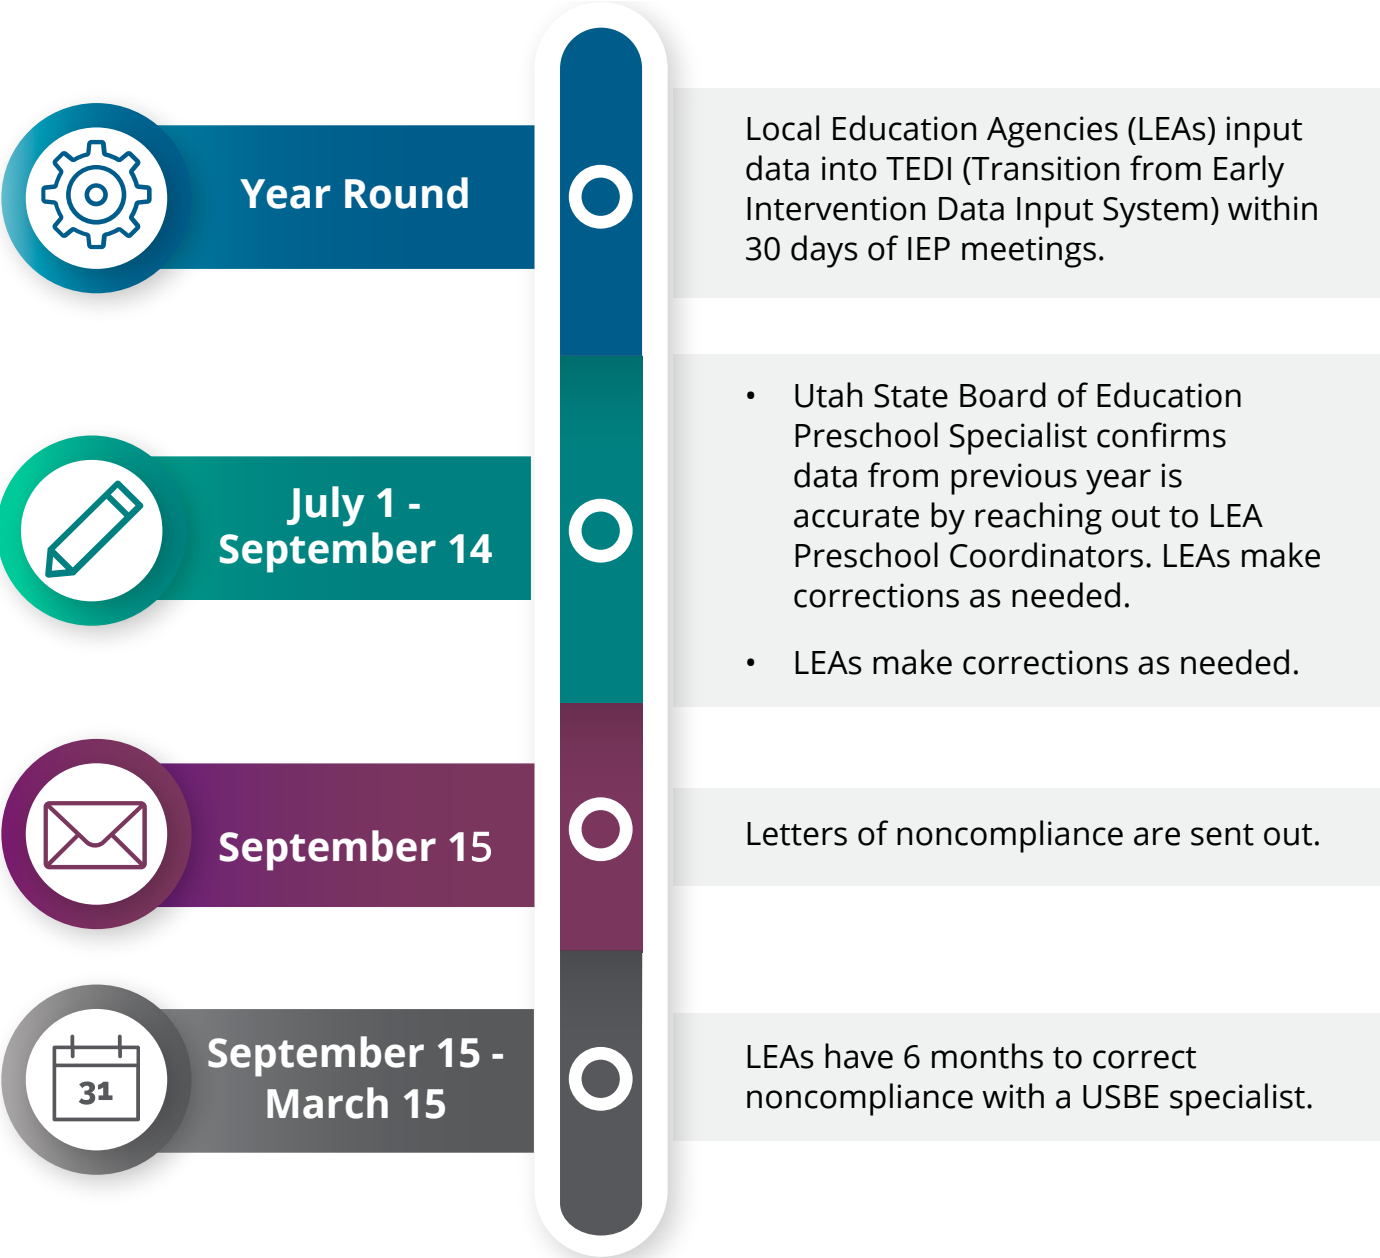 Year Round
Local Education Agencies (LEAs) input
data into TEDI (Transition from Early
Intervention Data Input System) within
30 days of IEP meetings.
July 1 -
September 14
• Utah State Board of Education
Preschool Specialist confirms
data from previous year is
accurate by reaching out to LEA
Preschool Coordinators. LEAs make
corrections as needed.
• LEAs make corrections as needed.
September 15
Letters of noncompliance are sent out.
31
September 15 -
March 15
LEAs have 6 months to correct
noncompliance with a USBE specialist.